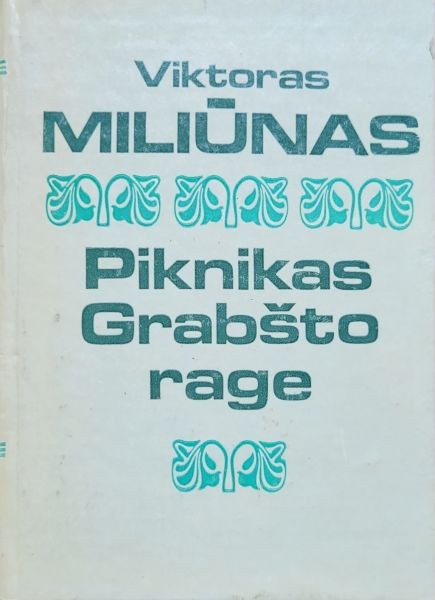 Viktoras
MILIŪNAS
Piknikas
Grabšto
rage